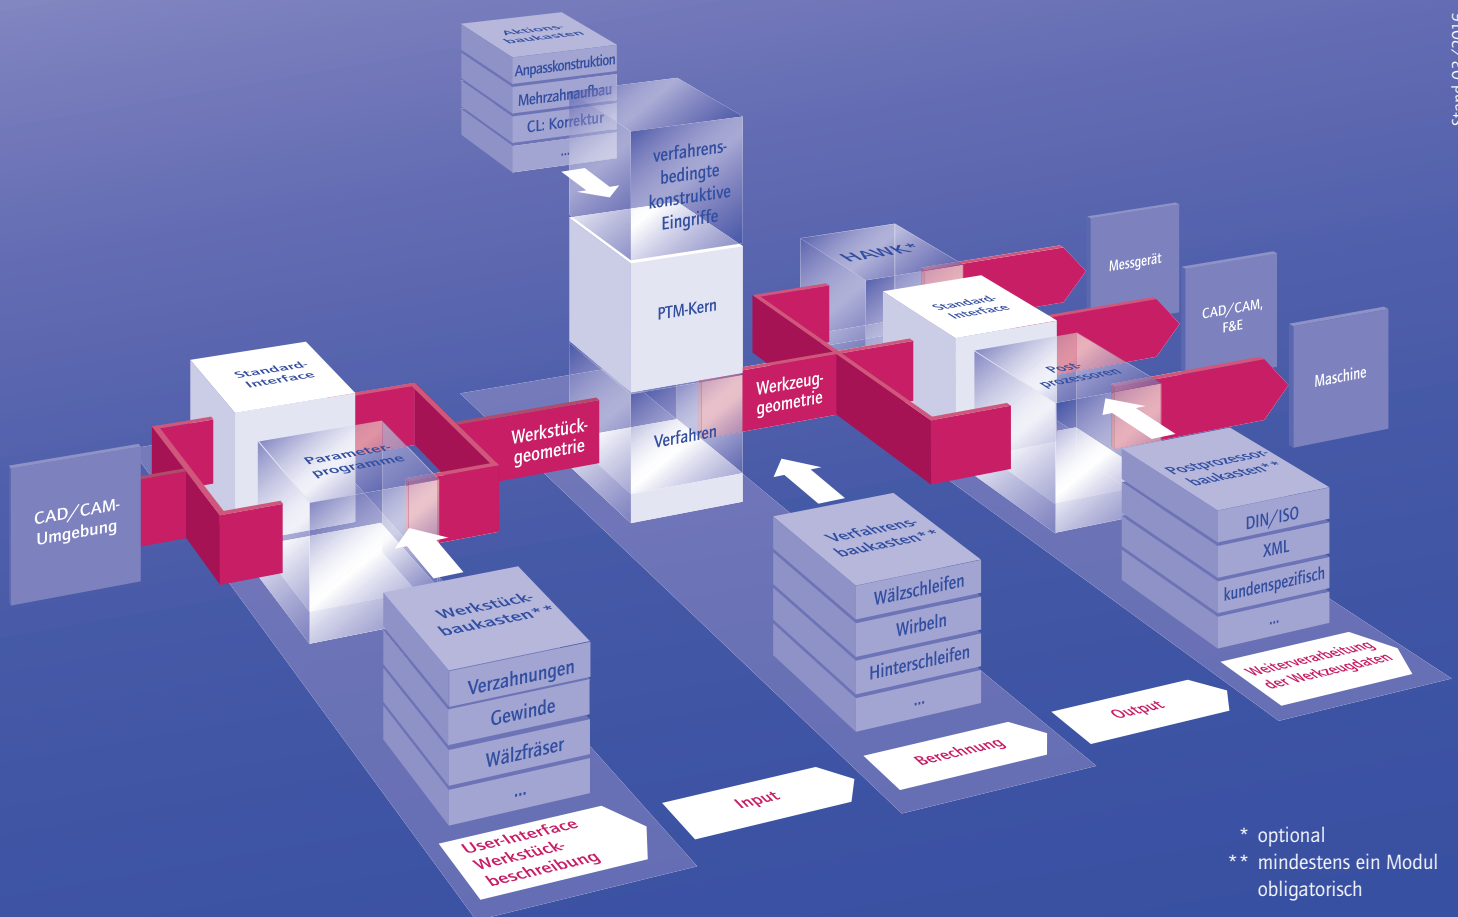 Aktions-
baukasten
Anpasskonstruktion
Mehrzahnaufbau
CL: Korrektur
...
verfahrens-
bedingte
konstruktive
Eingriffe
PTM-Kern
Verfahren
HAWK*
Standard-
Interface
Post-
prozessoren
Messgerät
CAD/CAM,
F&E
Maschine
Stand 03/2016
Standard-
Interface
Parameter-
programme
CAD/CAM-
Umgebung
Werkstück-
geometrie
Werkzeug-
geometrie
Werkstück-
baukasten**
Verzahnungen
Gewinde
Wälzfräser
...
Verfahrens-
baukasten**
Wälzschleifen
Wirbeln
Hinterschleifen
...
Postprozessor-
baukasten**
DIN/ISO
XML
kundenspezifisch
...
User-Interface
Werkstück-
beschreibung
Input
Berechnung
Output
Weiterverarbeitung
der Werkzeugdaten
* optional
** mindestens ein Modul
obligatorisch